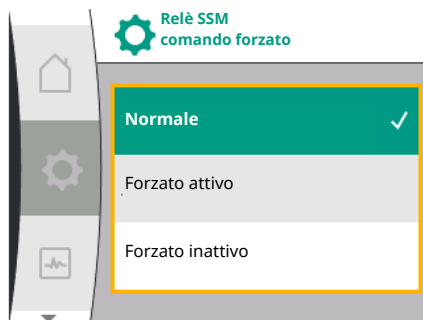 Relè SSM
comando forzato
Normale
Forzato attivo
Forzato inattivo